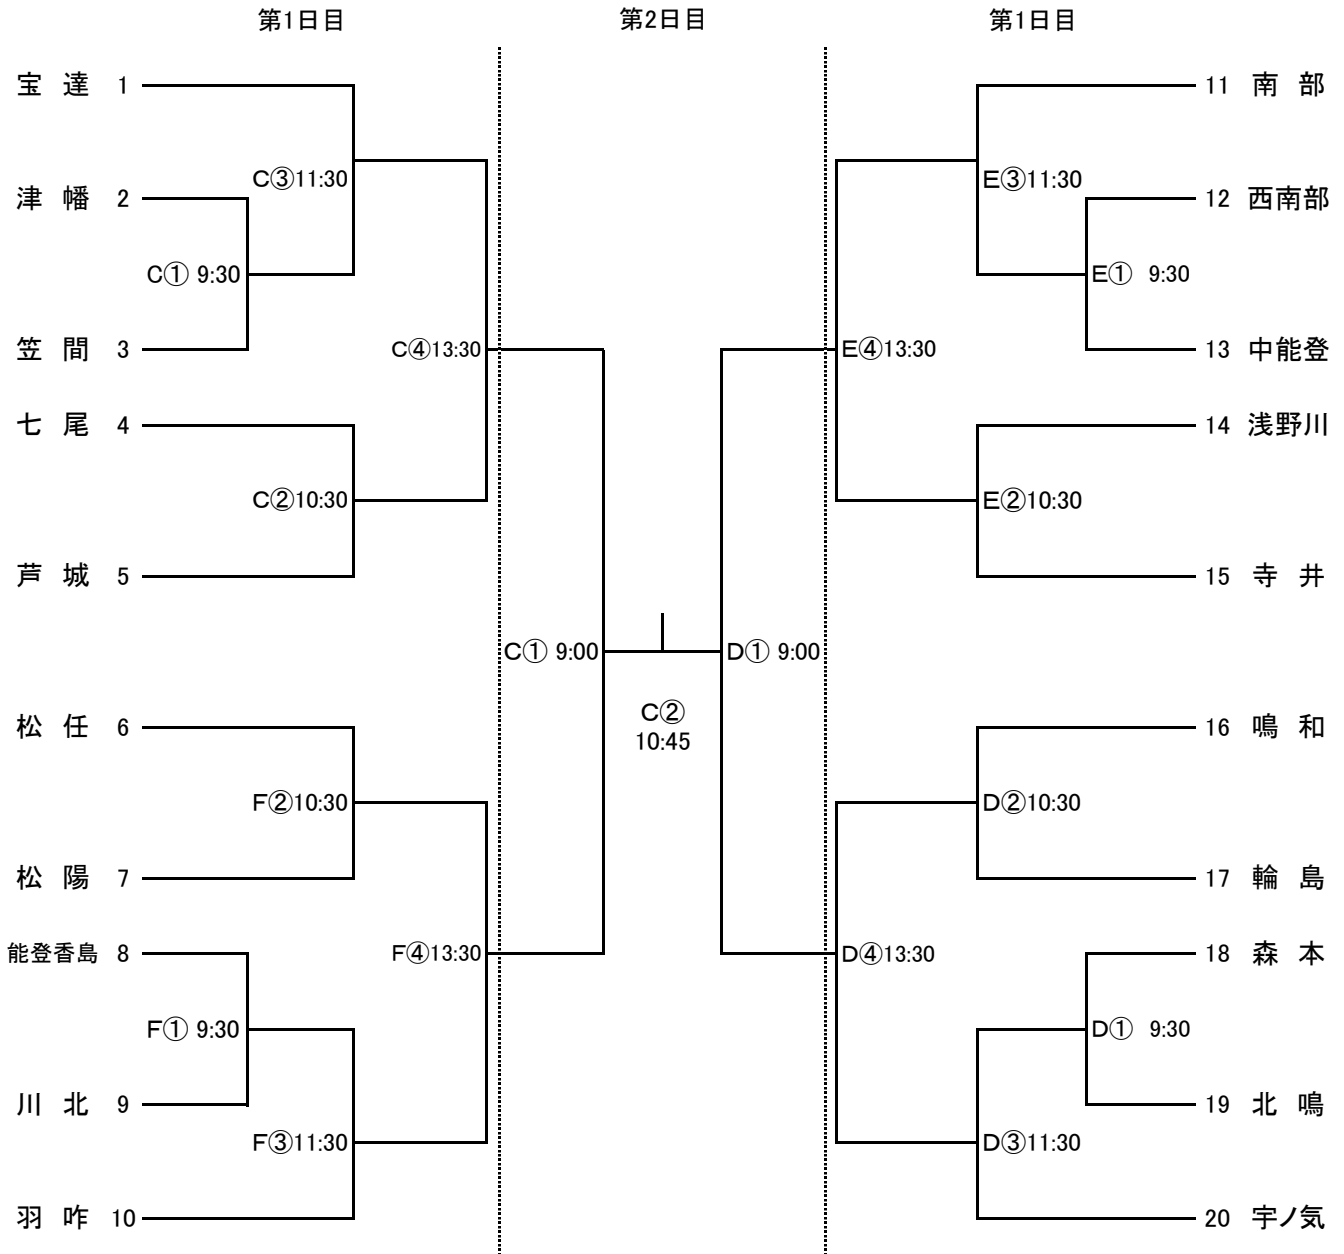 第1日目 第2日目 第1日目
宝 達 1 11 南 部
C③11:30 E③11:30
津 幡 2 12 西南部
C① 9:30 E① 9:30
笠 間 3 C④13:30 E④13:30 13 中能登
七 尾 4 14 浅野川
C②10:30 E②10:30
芦 城 5 15 寺 井
C① 9:00 D① 9:00
C②
10:45
松 任 6 16 鳴 和
F②10:30 D②10:30
松 陽 7 17 輪 島
能登香島 8 F④13:30 D④13:30 18 森 本
F① 9:30 D① 9:30
川 北 9 19 北 鳴
F③11:30 D③11:30
羽 咋 10 20 宇ノ気